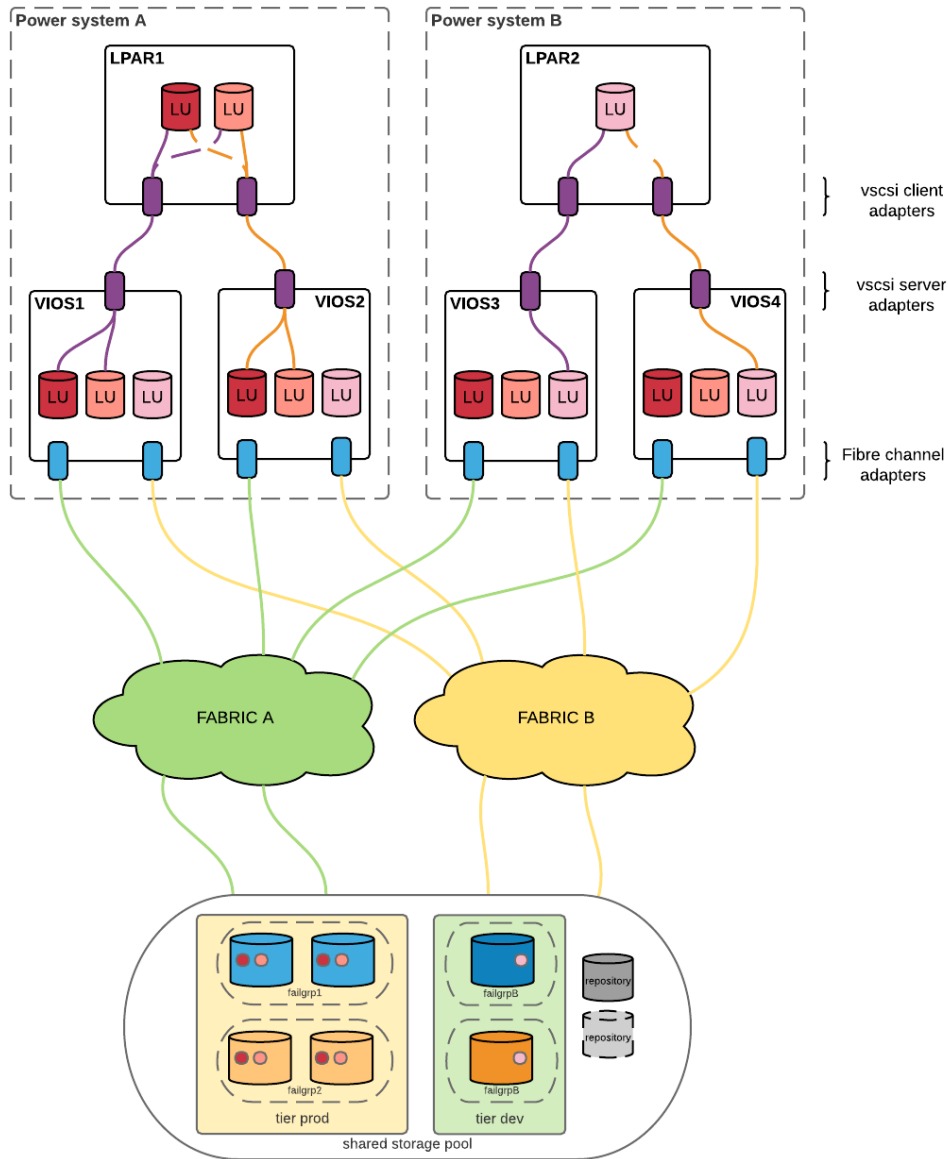 Power system A
Power system B
LPAR1
LPAR2
LU
LU
LU
vscsi client
adapters
vscsi server
adapters
VIOS1
VIOS2
VIOS3
VIOS4
LU
LU
LU
LU
LU
LU
LU
LU
LU
LU
LU
LU
Fibre channel
adapters
FABRIC A
FABRIC B
failgrp1
failgrpB
repository
repository
failgrp2
failgrpB
tier prod
tier dev
shared storage pool